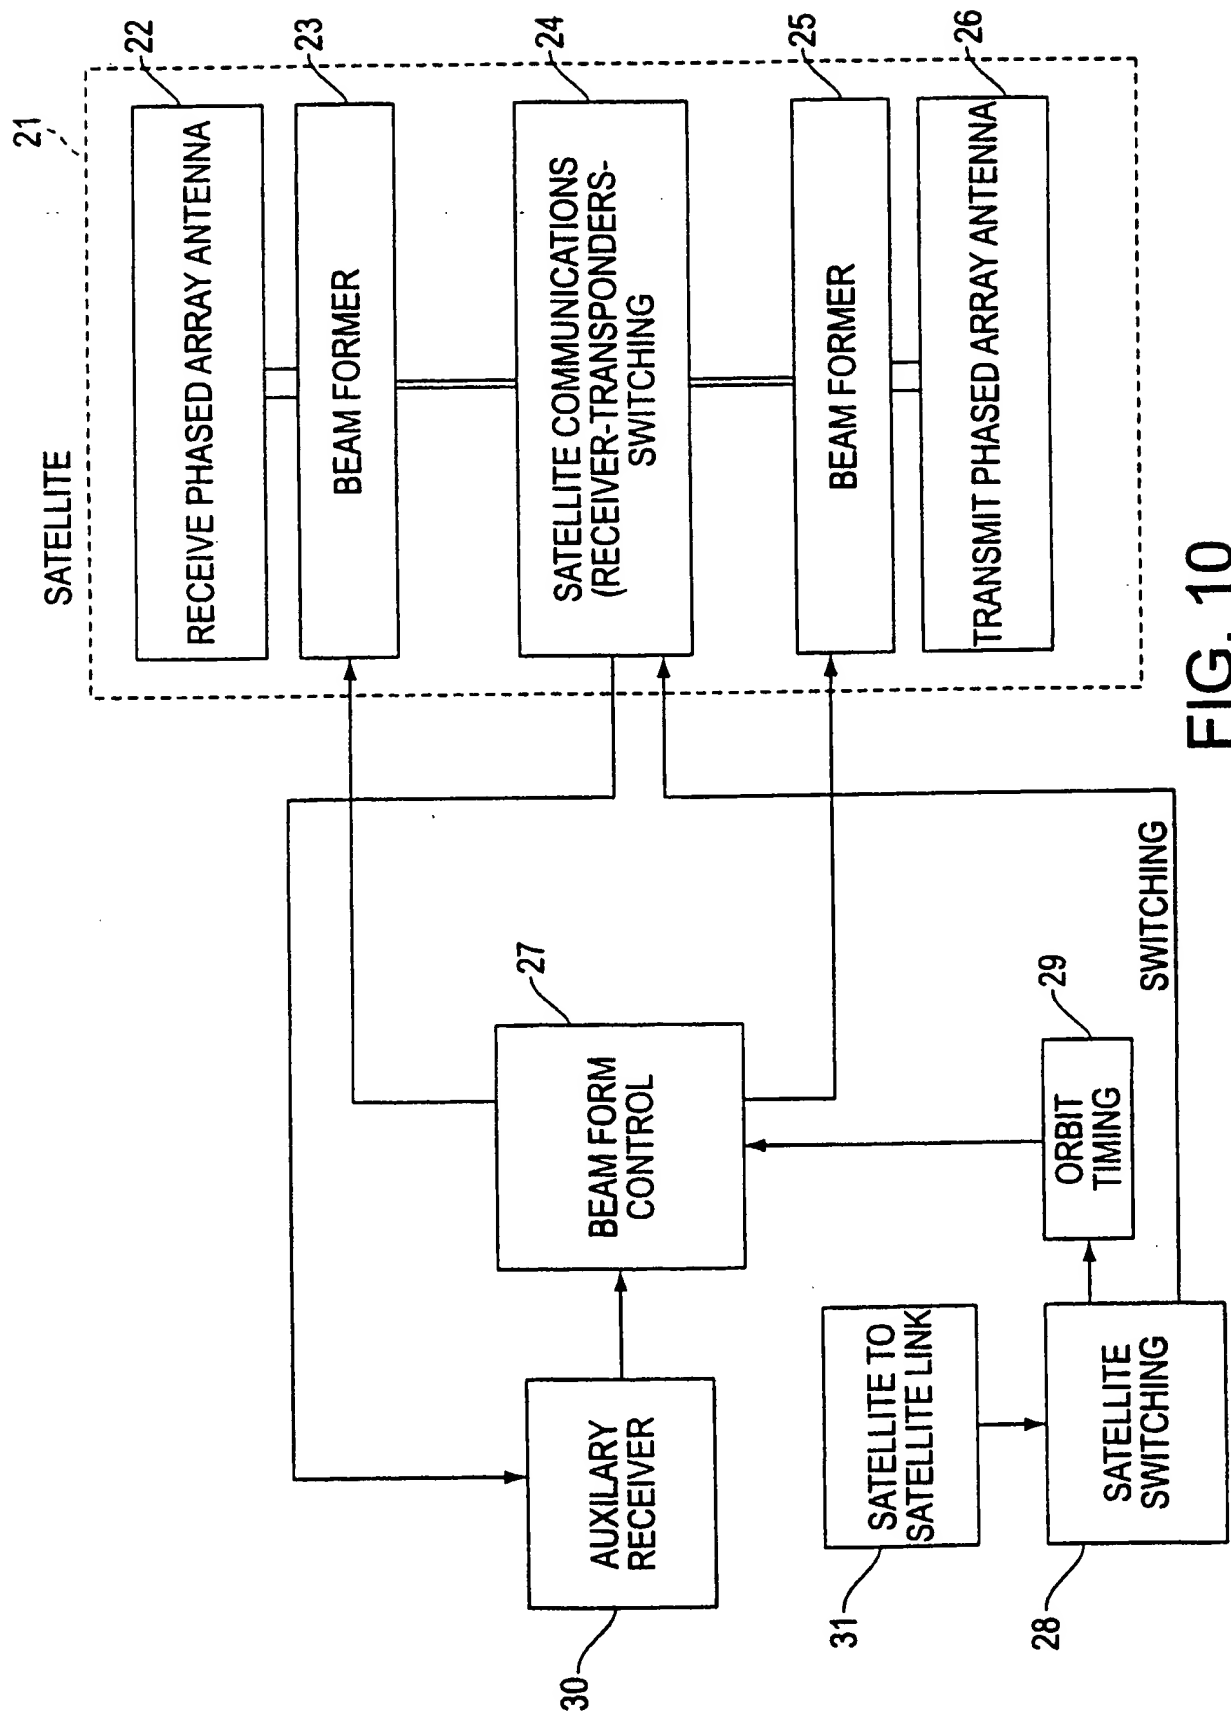 SATELLITE
21
RECEIVE PHASED ARRAY ANTENNA
22
BEAM FORMER
23
SATELLITE COMMUNICATIONS
(RECEIVER-TRANSPONDERS-
SWITCHING
24
BEAM FORMER
25
TRANSMIT PHASED ARRAY ANTENNA
26
BEAM FORM
CONTROL
27
AUXILARY
RECEIVER
30
SATELLITE TO
SATELLITE LINK
31
ORBIT
TIMING
29
SWITCHING
SATELLITE
SWITCHING
28
FIG. 10